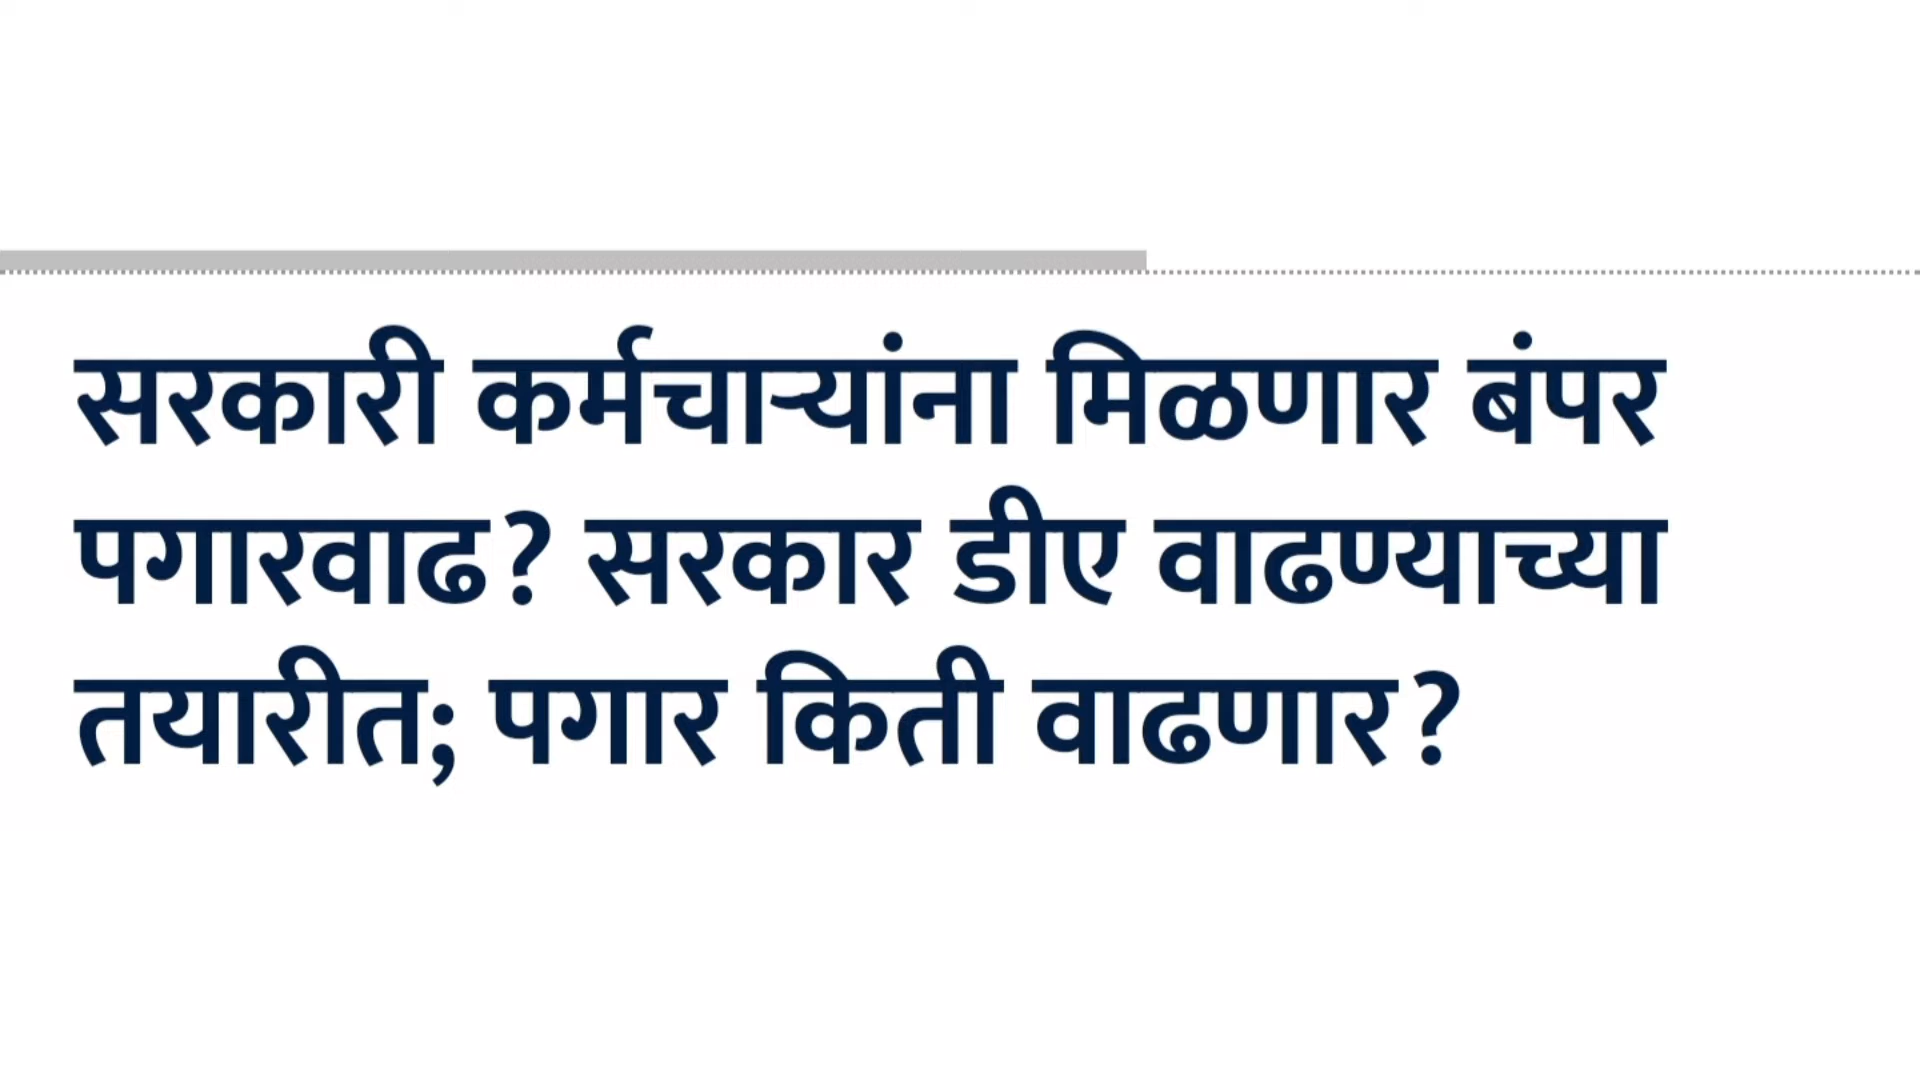 सरकारी कर्मचाऱ्यांना मिळणार बंपर
पगारवाढ? सरकार डीए वाढण्याच्या
तयारीत; पगार किती वाढणार?